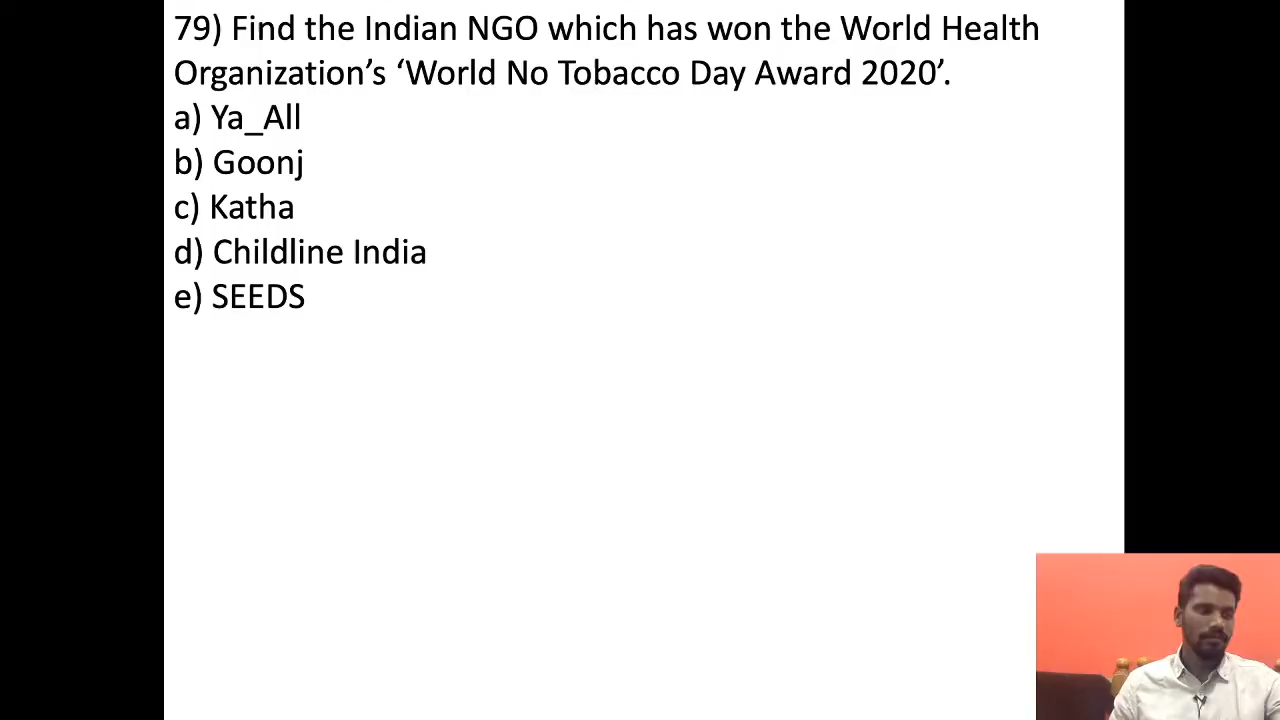 79) Find the Indian NGO which has won the World Health
Organization’s ‘World No Tobacco Day Award 2020’.
a) Ya_All
b) Goonj
c) Katha
d) Childline India
e) SEEDS